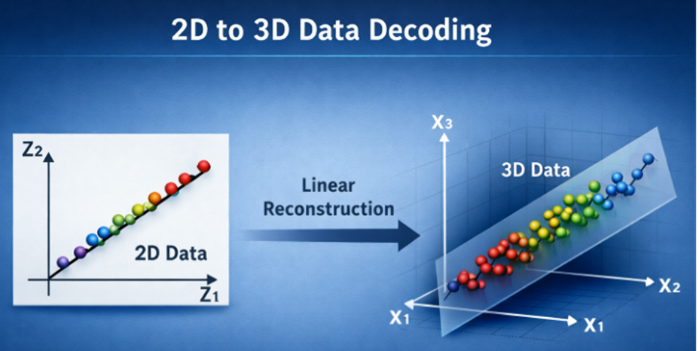 2D to 3D Data Decoding
Z2
2D Data
Z1
Linear
Reconstruction
X3
3D Data
X2
X1
X1